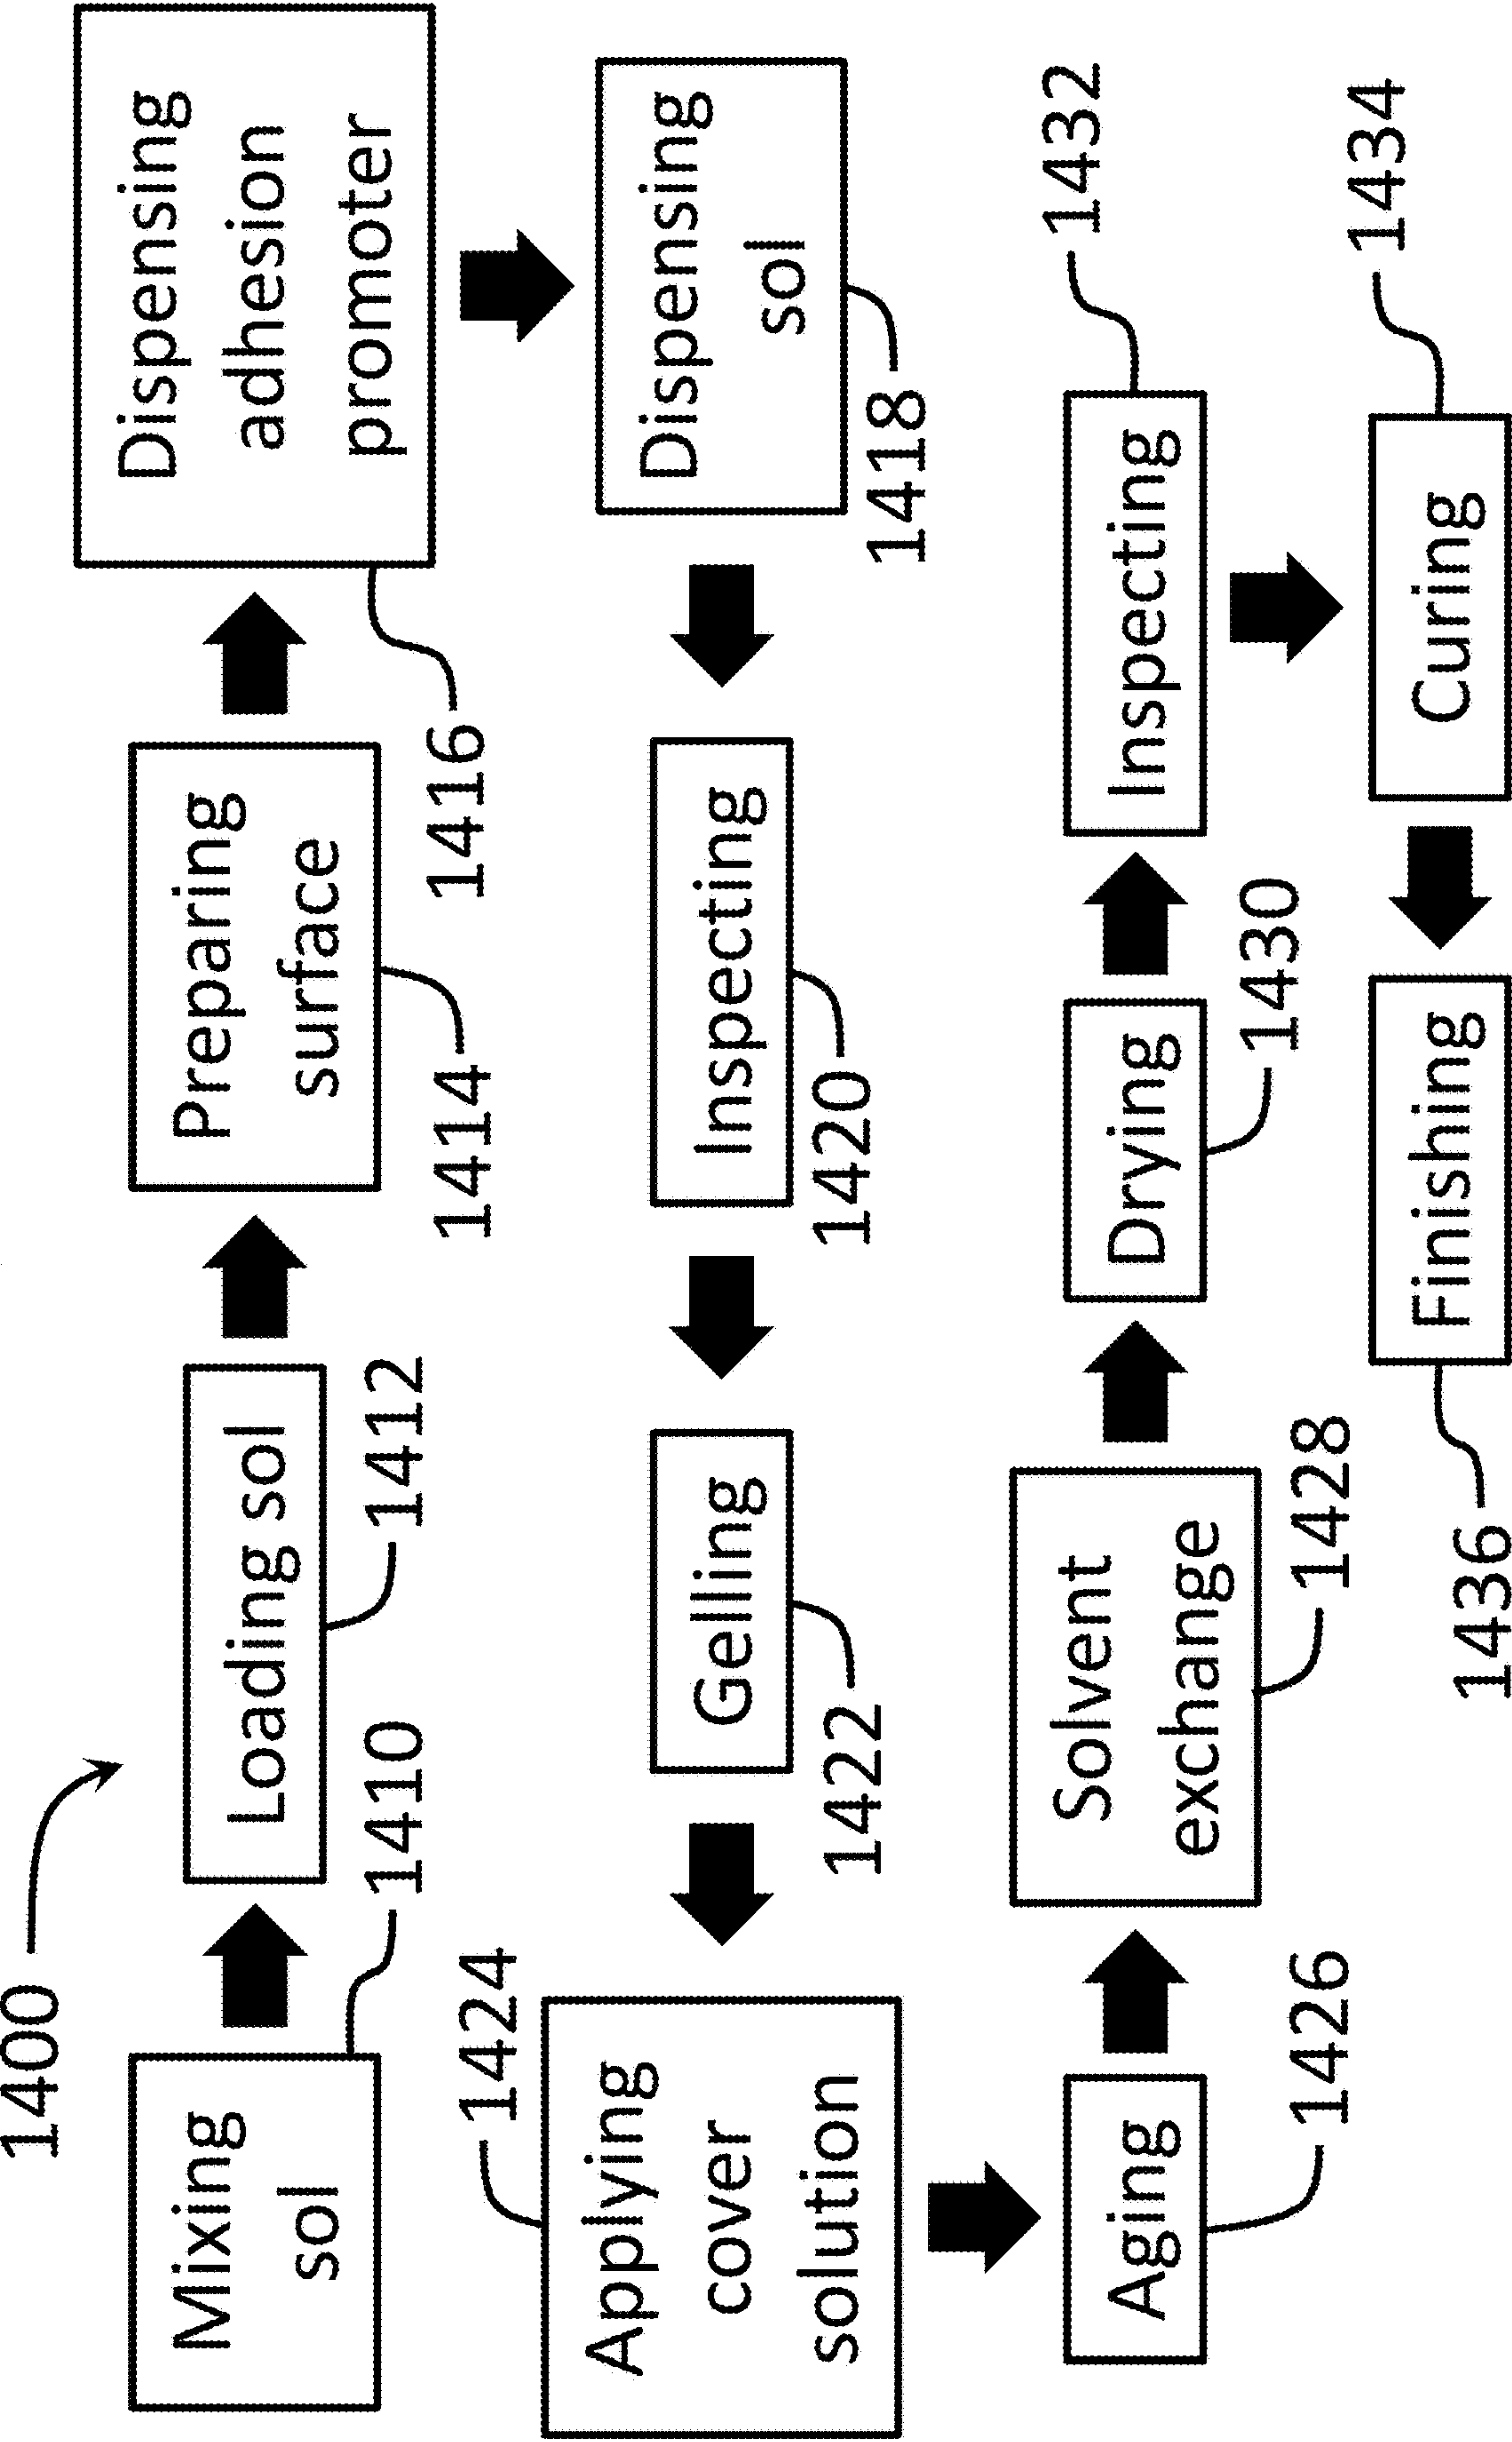 1400
Mixing
sol
1410
Loading sol
1412
Preparing
surface
1414
Dispensing
adhesion
promoter
1416
Dispensing
sol
1418
Inspecting
1420
Gelling
1422
Applying
cover
solution
1424
Aging
1426
Solvent
exchange
1428
Drying
1430
Inspecting
1432
Curing
1434
Finishing
1436